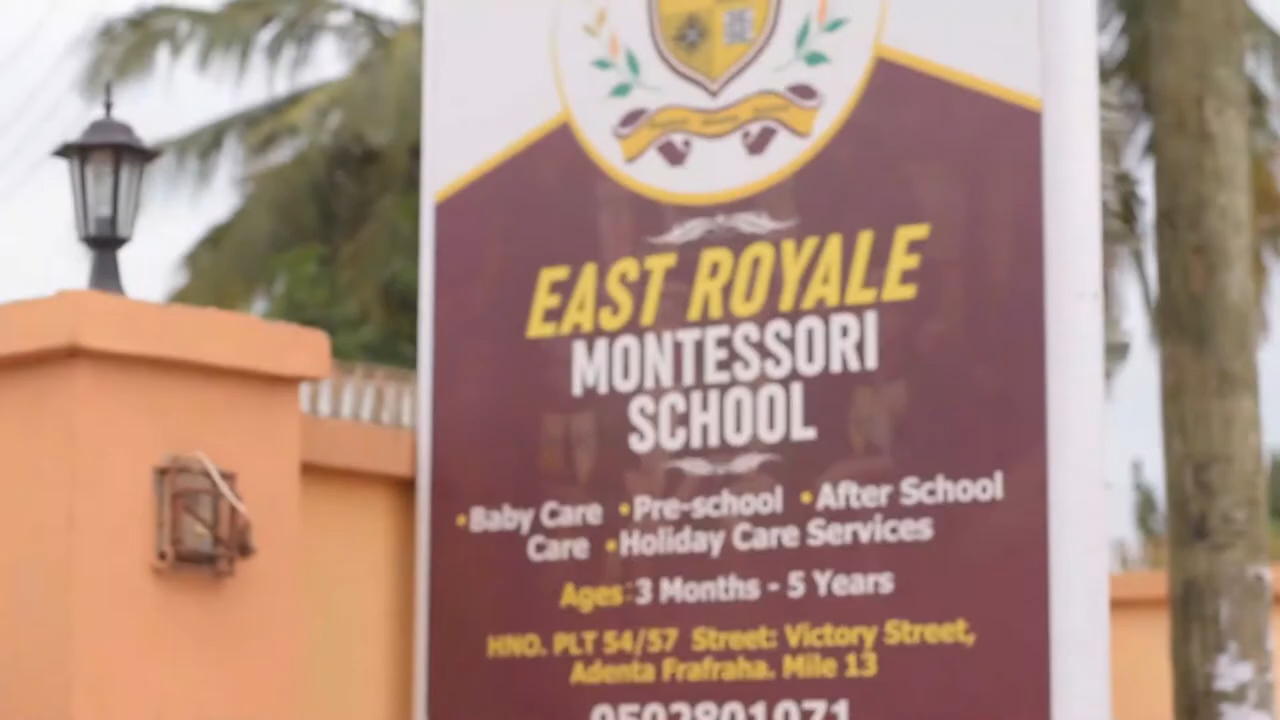 EAST ROYALE
MONTESSORI
SCHOOL
•Baby Care •Pre-school •After School
Care •Holiday Care Services
Ages:3 Months - 5 Years
HNO. PLT 54/57 Street: Victory Street,
Adenta Frafraha. Mile 13